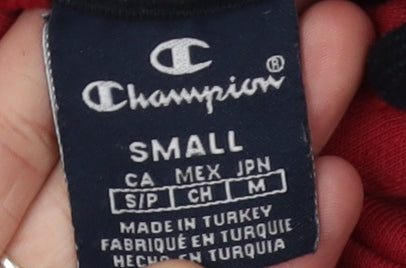 Champion®
SMALL
CA MEX JPN
S/P CH M
MADE IN TURKEY
FABRIQUÉ EN TURQUIE
HECHO EN TURQUIA